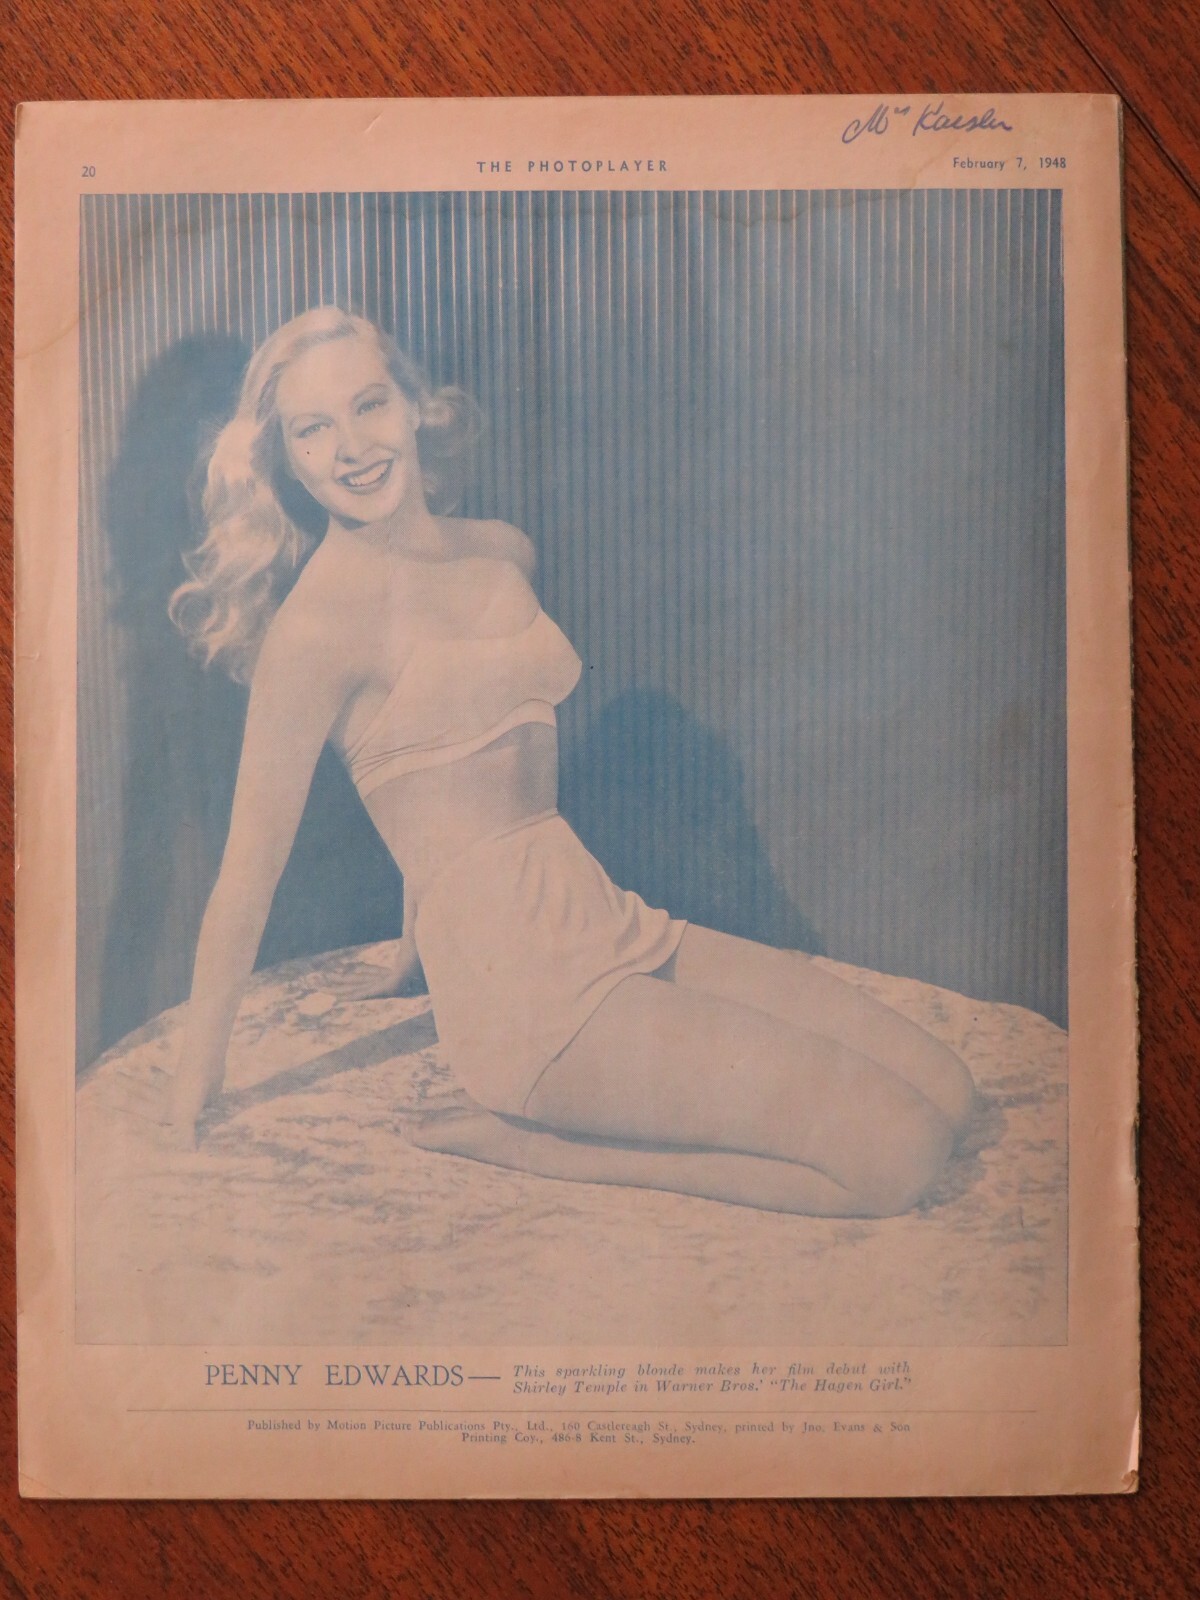 Mrs Kaesler
20 THE PHOTOPLAYER February 7, 1948
PENNY EDWARDS— This sparkling blonde makes her film debut with
Shirley Temple in Warner Bros.' "The Hagen Girl."
Published by Motion Picture Publications Pty., Ltd., 160 Castlereagh St., Sydney, printed by Jno. Evans & Son
Printing Coy., 486-8 Kent St., Sydney.